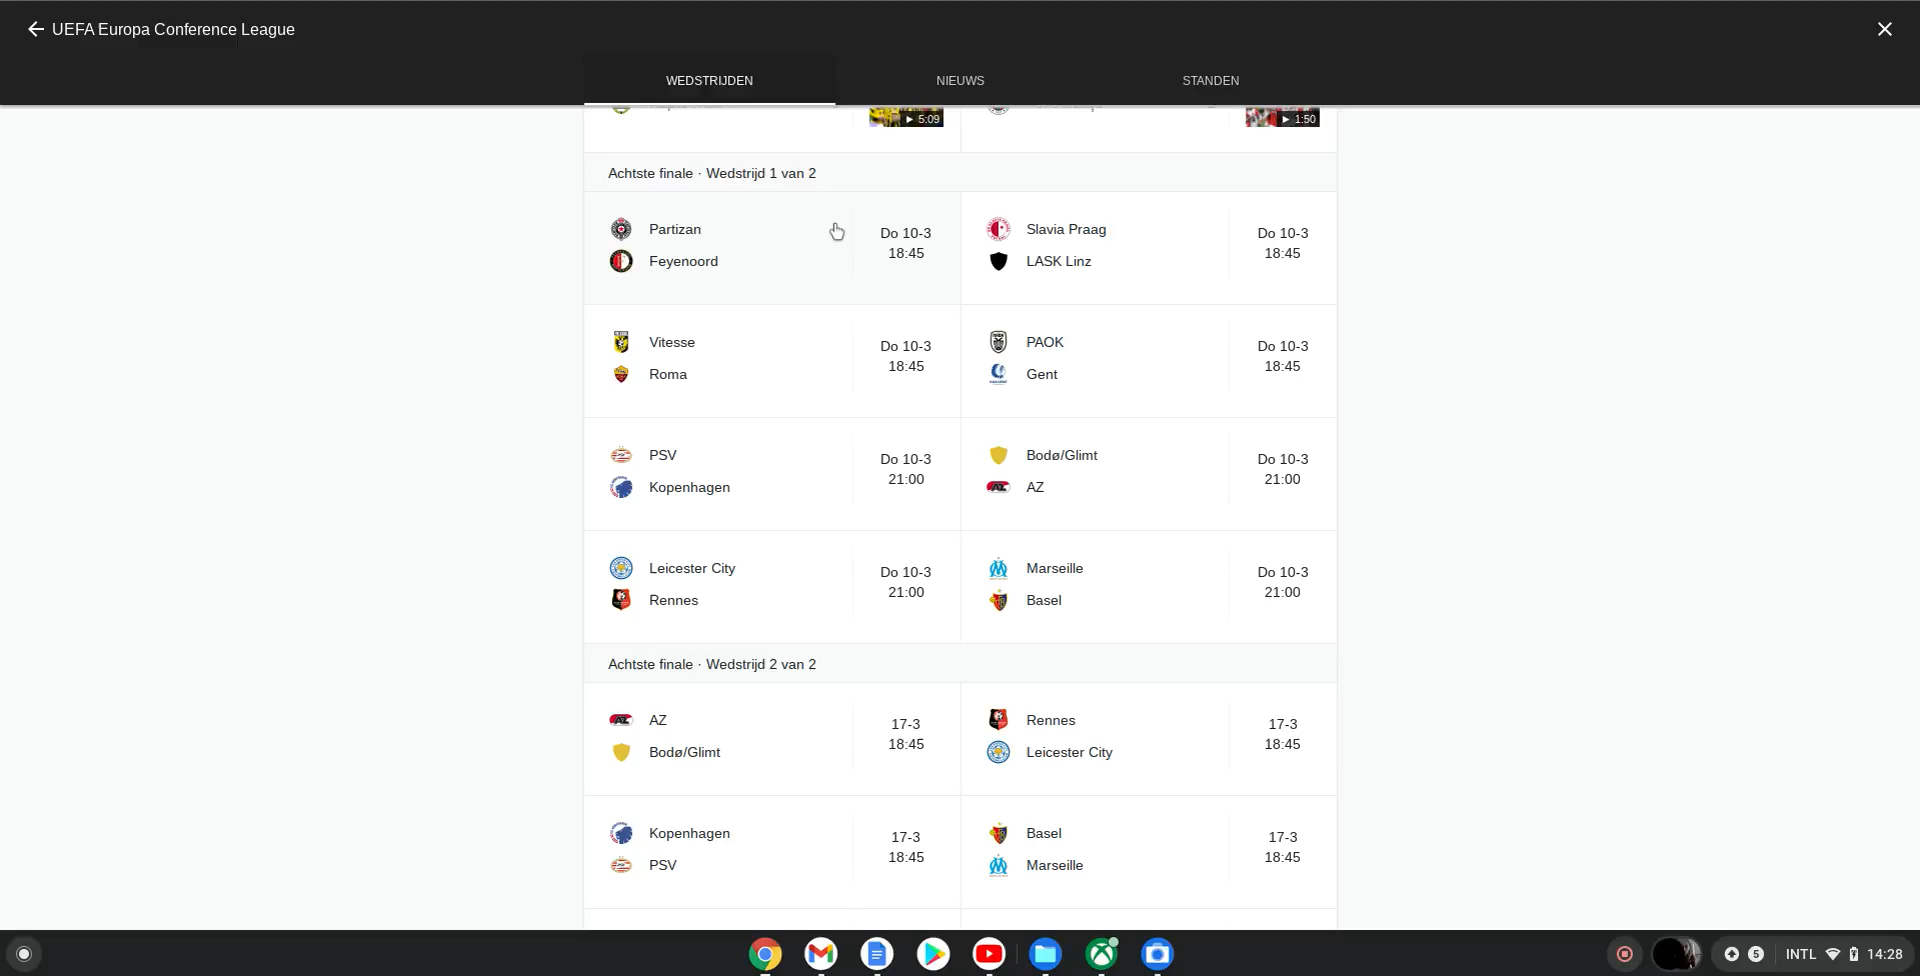 UEFA Europa Conference League
WEDSTRIJDEN
NIEUWS
STANDEN
5:09
1:50
Achtste finale · Wedstrijd 1 van 2
Partizan
Feyenoord
Do 10-3
18:45
Slavia Praag
LASK Linz
Do 10-3
18:45
Vitesse
Roma
Do 10-3
18:45
PAOK
Gent
Do 10-3
18:45
PSV
Kopenhagen
Do 10-3
21:00
Bodø/Glimt
AZ
Do 10-3
21:00
Leicester City
Rennes
Do 10-3
21:00
Marseille
Basel
Do 10-3
21:00
Achtste finale · Wedstrijd 2 van 2
AZ
Bodø/Glimt
17-3
18:45
Rennes
Leicester City
17-3
18:45
Kopenhagen
PSV
17-3
18:45
Basel
Marseille
17-3
18:45
5 INTL 14:28